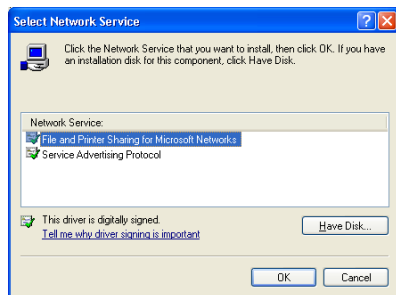 Select Network Service
Click the Network Service that you want to install, then click OK. If you have
an installation disk for this component, click Have Disk.
Network Service:
File and Printer Sharing for Microsoft Networks
Service Advertising Protocol
This driver is digitally signed.
Tell me why driver signing is important
Have Disk...
OK
Cancel